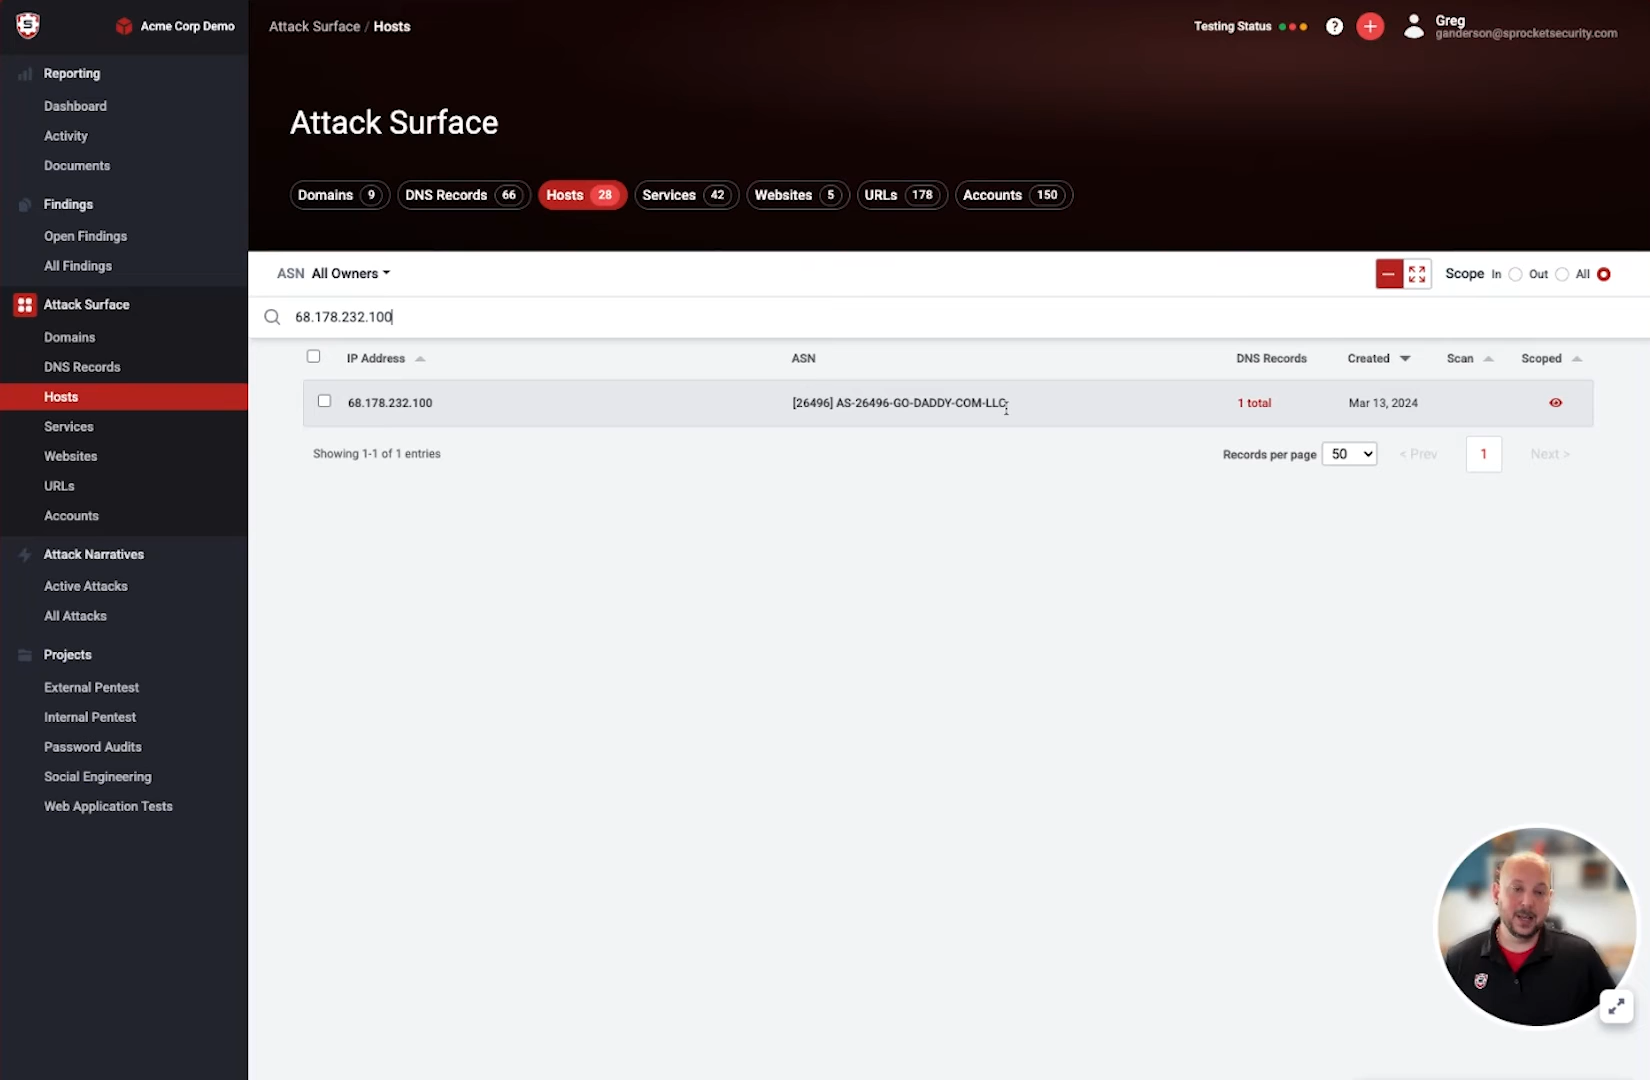 Acme Corp Demo
Attack Surface / Hosts
Testing Status
?
Greg
ganderson@sprocketsecurity.com
Reporting
Dashboard
Activity
Documents
Findings
Open Findings
All Findings
Attack Surface
Domains
DNS Records
Hosts
Services
Websites
URLs
Accounts
Attack Narratives
Active Attacks
All Attacks
Projects
External Pentest
Internal Pentest
Password Audits
Social Engineering
Web Application Tests
Attack Surface
Domains 9 DNS Records 66 Hosts 28 Services 42 Websites 5 URLs 178 Accounts 150
ASN All Owners
Scope In Out All
68.178.232.100
IP Address ASN DNS Records Created Scan Scoped
68.178.232.100 [26496] AS-26496-GO-DADDY-COM-LLC 1 total Mar 13, 2024
Showing 1-1 of 1 entries
Records per page 50 < Prev 1 Next >